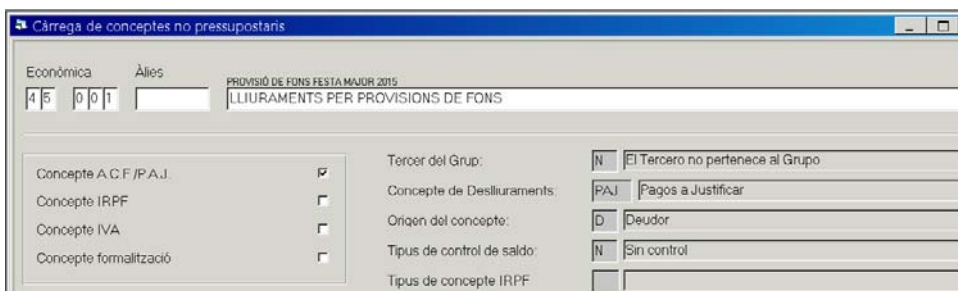 Càrrega de conceptes no pressupostaris
Econòmica Àlies
PROVISIÓ DE FONS FESTA MAJOR 2015
4 5 0 0 1 LLIURAMENTS PER PROVISIONS DE FONS
Concepte A.C.F./P.A.J.
Concepte IRPF
Concepte IVA
Concepte formalització
Tercer del Grup: N El Tercero no pertenece al Grupo
Concepte de Deslliuraments: PAJ Pagos a Justificar
Origen del concepte: D Deudor
Tipus de control de saldo: N Sin control
Tipus de concepte IRPF